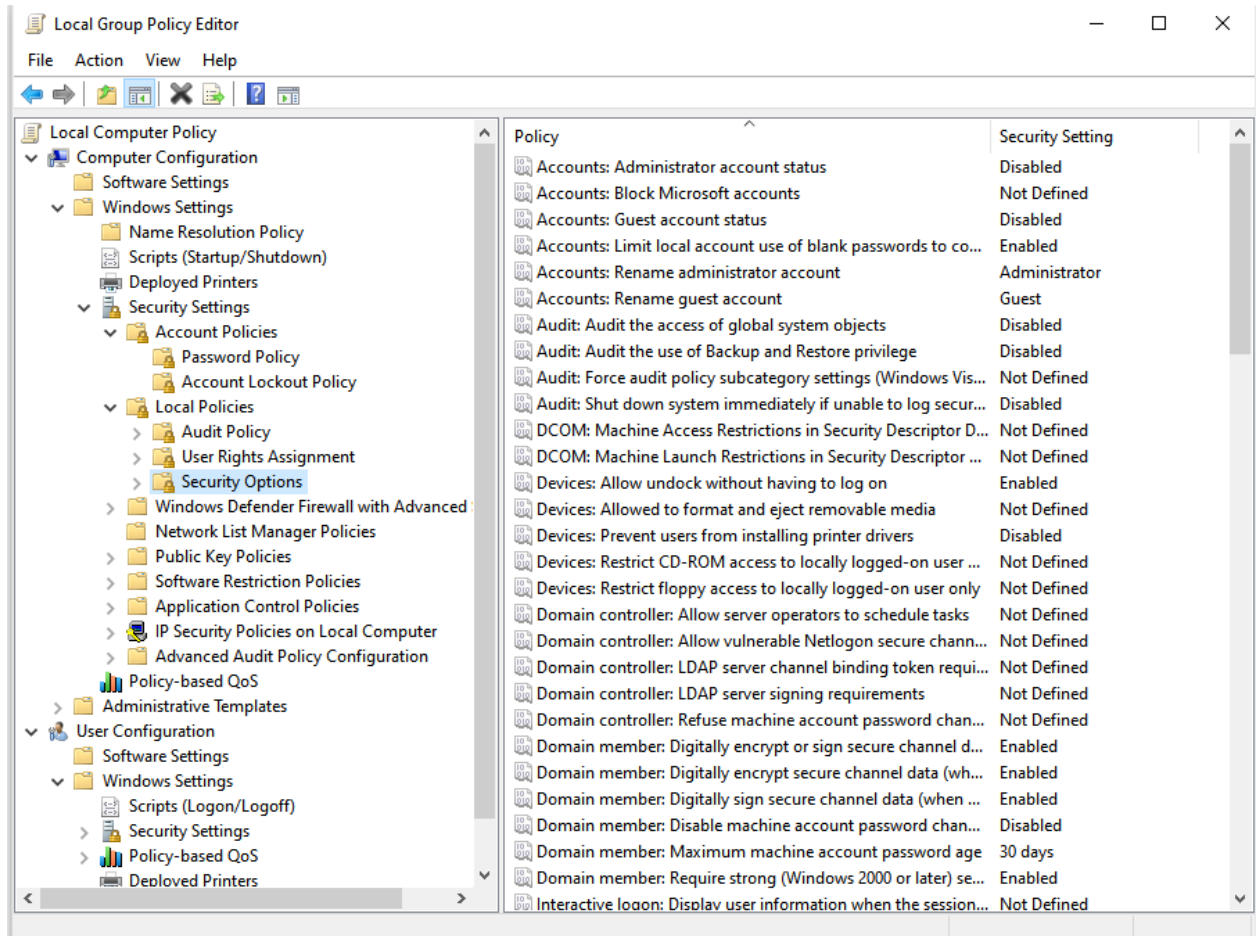 Local Group Policy Editor
File Action View Help
Local Computer Policy
Computer Configuration
Software Settings
Windows Settings
Name Resolution Policy
Scripts (Startup/Shutdown)
Deployed Printers
Security Settings
Account Policies
Password Policy
Account Lockout Policy
Local Policies
Audit Policy
User Rights Assignment
Security Options
Windows Defender Firewall with Advanced
Network List Manager Policies
Public Key Policies
Software Restriction Policies
Application Control Policies
IP Security Policies on Local Computer
Advanced Audit Policy Configuration
Policy-based QoS
Administrative Templates
User Configuration
Software Settings
Windows Settings
Scripts (Logon/Logoff)
Security Settings
Policy-based QoS
Deployed Printers
Policy Security Setting
Accounts: Administrator account status Disabled
Accounts: Block Microsoft accounts Not Defined
Accounts: Guest account status Disabled
Accounts: Limit local account use of blank passwords to co... Enabled
Accounts: Rename administrator account Administrator
Accounts: Rename guest account Guest
Audit: Audit the access of global system objects Disabled
Audit: Audit the use of Backup and Restore privilege Disabled
Audit: Force audit policy subcategory settings (Windows Vis... Not Defined
Audit: Shut down system immediately if unable to log secur... Disabled
DCOM: Machine Access Restrictions in Security Descriptor D... Not Defined
DCOM: Machine Launch Restrictions in Security Descriptor ... Not Defined
Devices: Allow undock without having to log on Enabled
Devices: Allowed to format and eject removable media Not Defined
Devices: Prevent users from installing printer drivers Disabled
Devices: Restrict CD-ROM access to locally logged-on user ... Not Defined
Devices: Restrict floppy access to locally logged-on user only Not Defined
Domain controller: Allow server operators to schedule tasks Not Defined
Domain controller: Allow vulnerable Netlogon secure chann... Not Defined
Domain controller: LDAP server channel binding token requi... Not Defined
Domain controller: LDAP server signing requirements Not Defined
Domain controller: Refuse machine account password chan... Not Defined
Domain member: Digitally encrypt or sign secure channel d... Enabled
Domain member: Digitally encrypt secure channel data (wh... Enabled
Domain member: Digitally sign secure channel data (when ... Enabled
Domain member: Disable machine account password chan... Disabled
Domain member: Maximum machine account password age 30 days
Domain member: Require strong (Windows 2000 or later) se... Enabled
Interactive logon: Display user information when the session... Not Defined